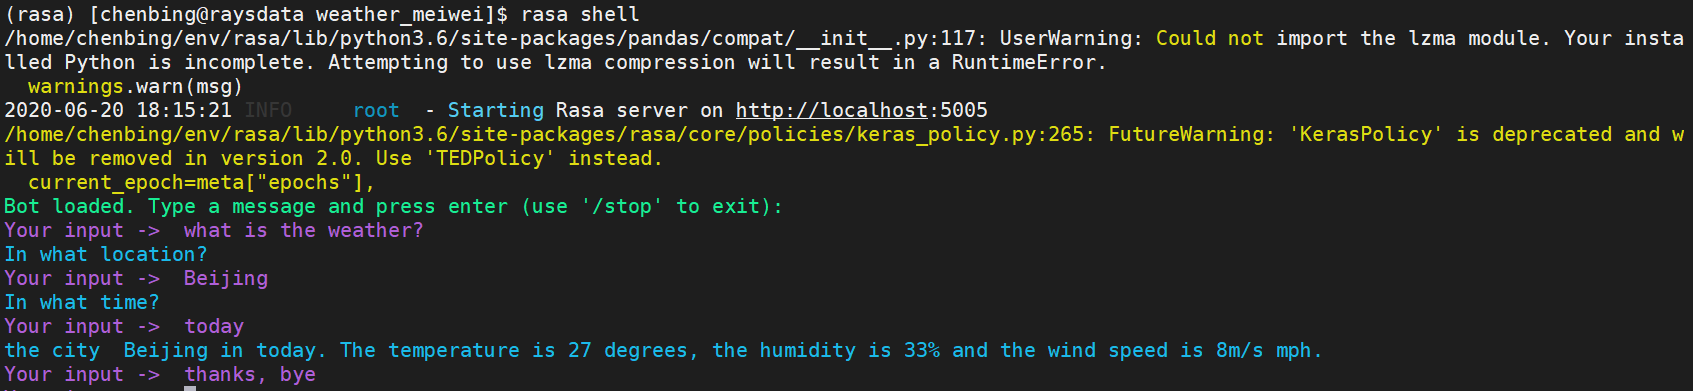 (rasa) [chenbing@raysdata weather_meiwei]$ rasa shell
/home/chenbing/env/rasa/lib/python3.6/site-packages/pandas/compat/__init__.py:117: UserWarning: Could not import the lzma module. Your insta
lled Python is incomplete. Attempting to use lzma compression will result in a RuntimeError.
  warnings.warn(msg)
2020-06-20 18:15:21 INFO     root  - Starting Rasa server on http://localhost:5005
/home/chenbing/env/rasa/lib/python3.6/site-packages/rasa/core/policies/keras_policy.py:265: FutureWarning: 'KerasPolicy' is deprecated and w
ill be removed in version 2.0. Use 'TEDPolicy' instead.
  current_epoch=meta["epochs"],
Bot loaded. Type a message and press enter (use '/stop' to exit):
Your input ->  what is the weather?
In what location?
Your input ->  Beijing
In what time?
Your input ->  today
the city  Beijing in today. The temperature is 27 degrees, the humidity is 33% and the wind speed is 8m/s mph.
Your input ->  thanks, bye